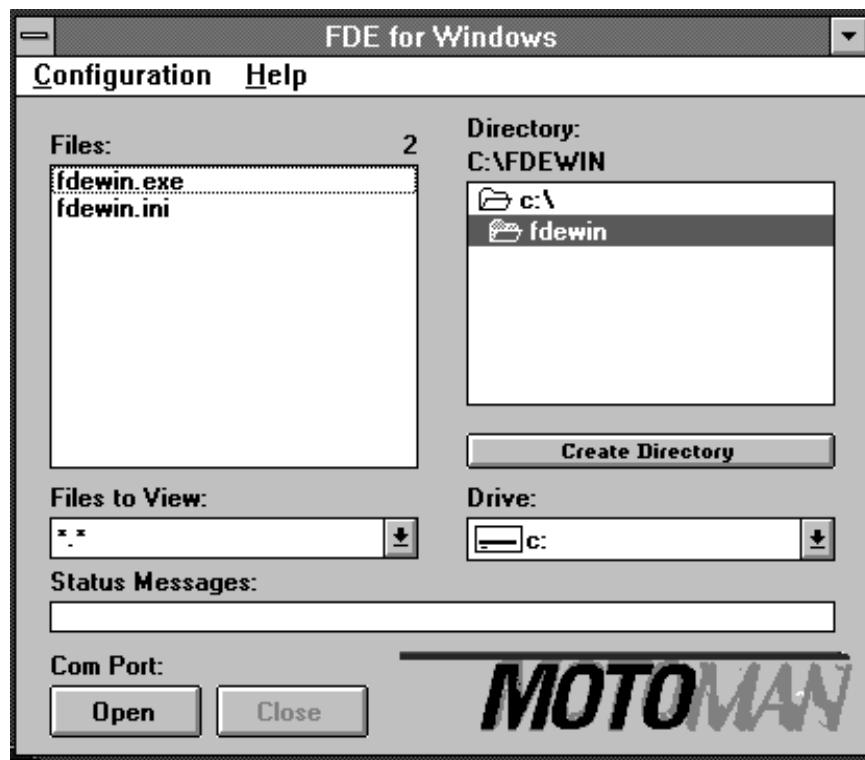 FDE for Windows
Configuration Help
Files: 2
fdewin.exe
fdewin.ini
Directory:
C:\FDEWIN
c:\
fdewin
Create Directory
Files to View:
*.*
Drive:
c:
Status Messages:
Com Port:
Open Close
MOTOMAN